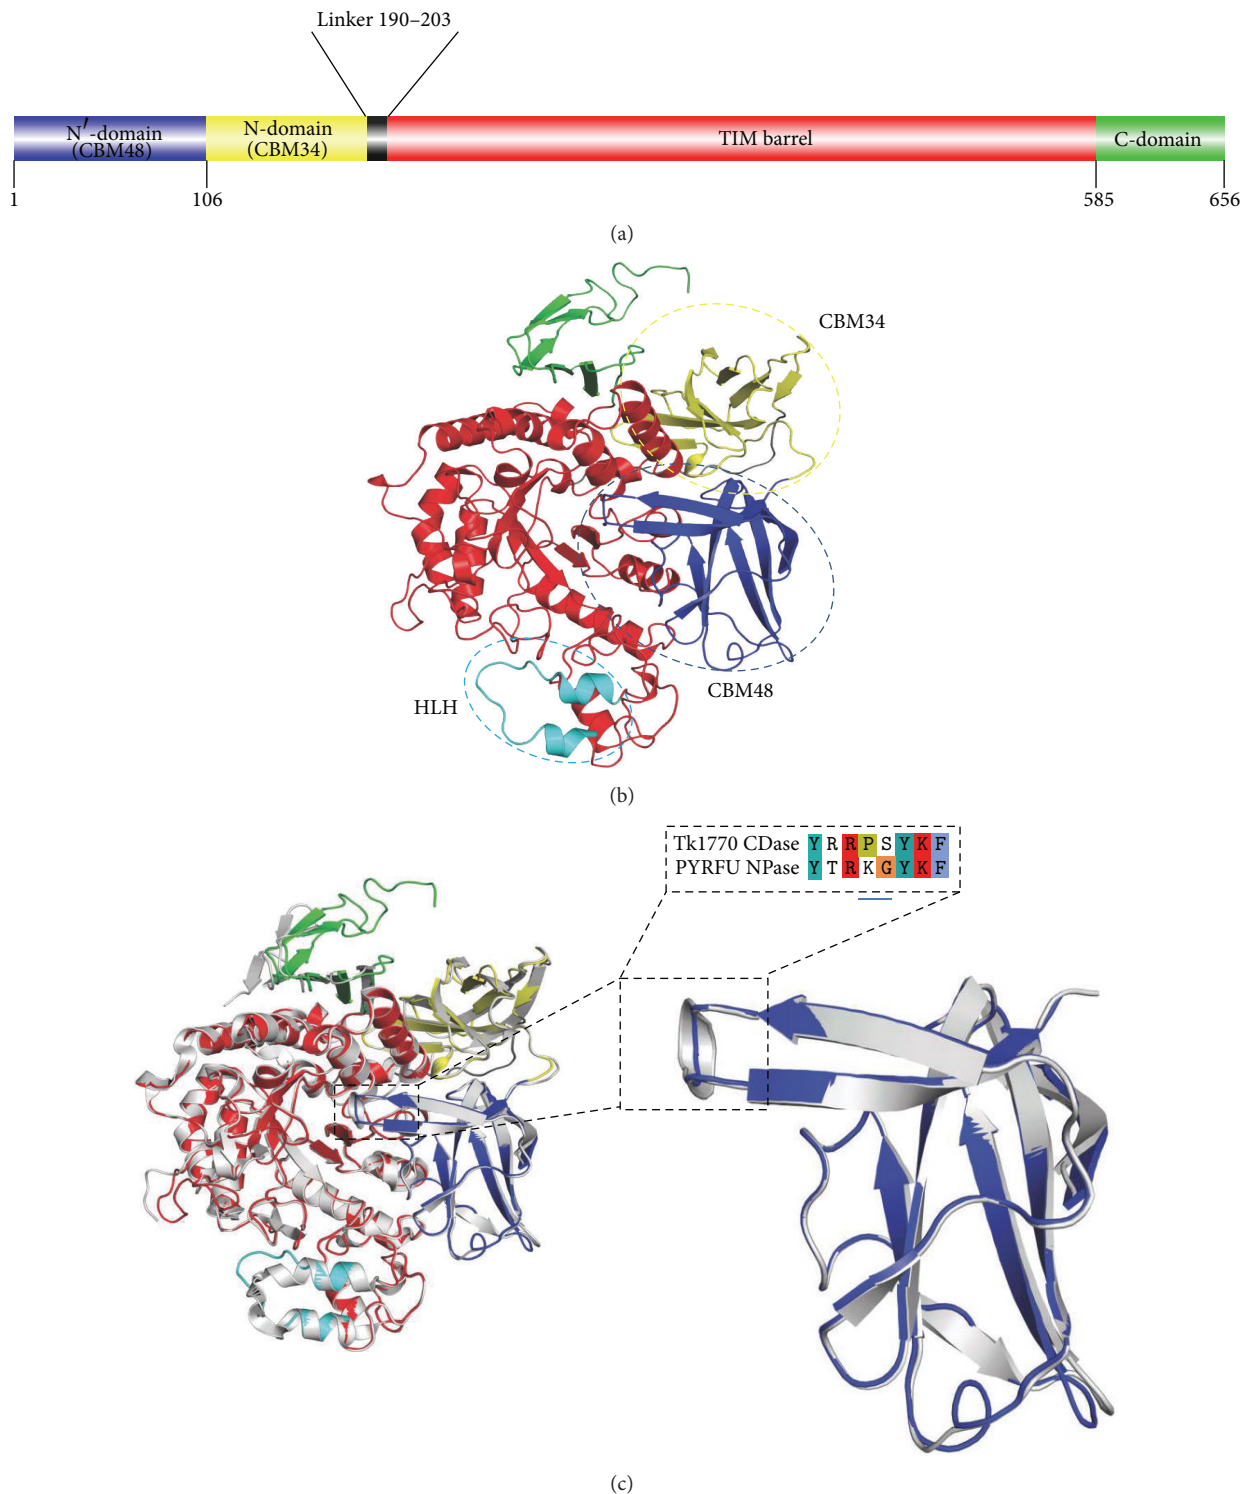 Linker 190–203
N′-domain
(CBM48)
N-domain
(CBM34)
TIM barrel
C-domain
1
106
585
656
(a)
CBM34
CBM48
HLH
(b)
Tk1770 CDase Y R R P S Y K F
PYRFU NPase Y T R K G Y K F
(c)